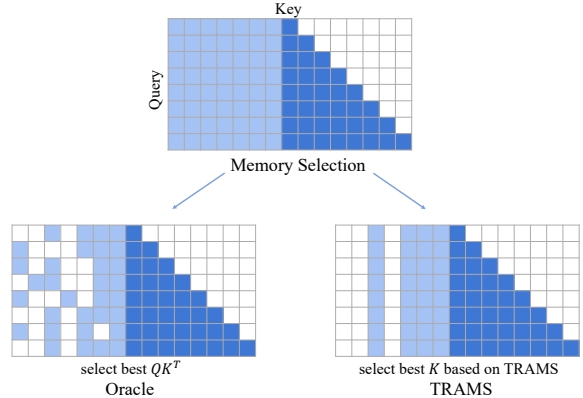 Key
Query
Memory Selection
select best $QK^T$
Oracle
select best $K$ based on TRAMS
TRAMS